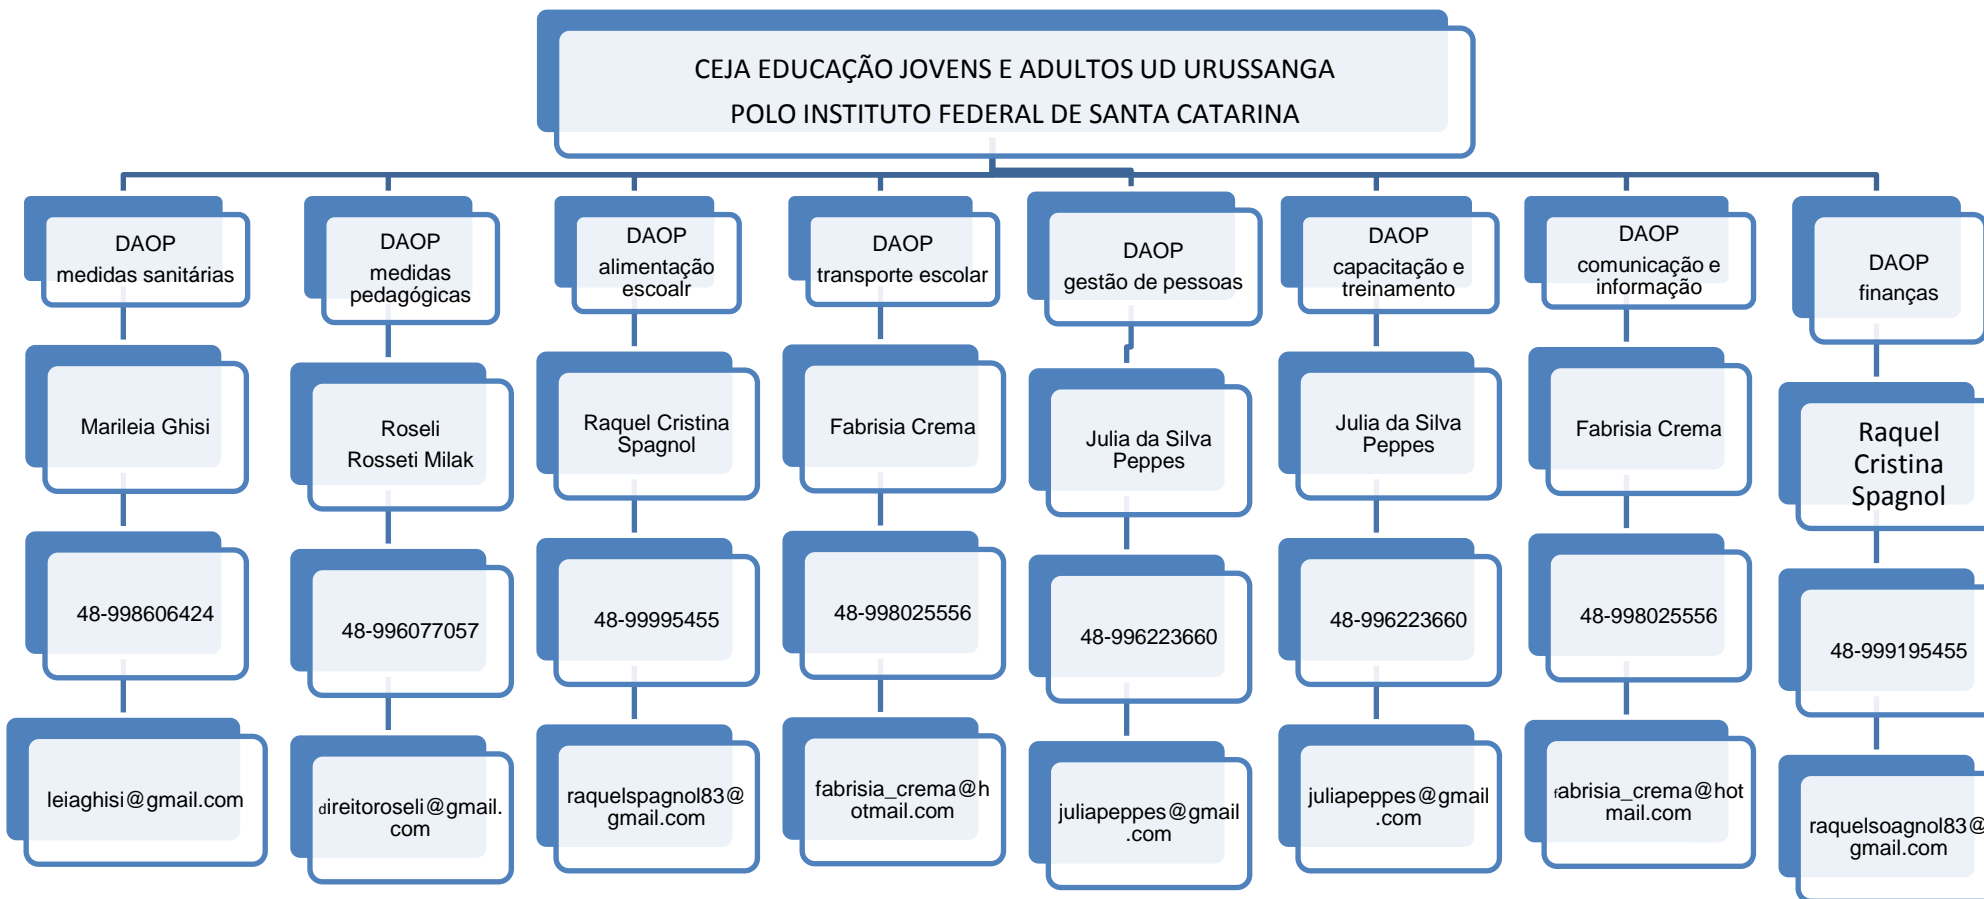 CEJA EDUCAÇÃO JOVENS E ADULTOS UD URUSSANGA
POLO INSTITUTO FEDERAL DE SANTA CATARINA
DAOP
medidas sanitárias
Marileia Ghisi
48-998606424
leiaghisi@gmail.com
DAOP
medidas
pedagógicas
Roseli
Rosseti Milak
48-996077057
direitoroseli@gmail.
com
DAOP
alimentação
escoalr
Raquel Cristina
Spagnol
48-99995455
raquelspagnol83@
gmail.com
DAOP
transporte escolar
Fabrisia Crema
48-998025556
fabrisia_crema@h
otmail.com
DAOP
gestão de pessoas
Julia da Silva
Peppes
48-996223660
juliapeppes@gmail
.com
DAOP
capacitação e
treinamento
Julia da Silva
Peppes
48-996223660
juliapeppes@gmail
.com
DAOP
comunicação e
informação
Fabrisia Crema
48-998025556
fabrisia_crema@hot
mail.com
DAOP
finanças
Raquel
Cristina
Spagnol
48-999195455
raquelsoagnol83@
gmail.com